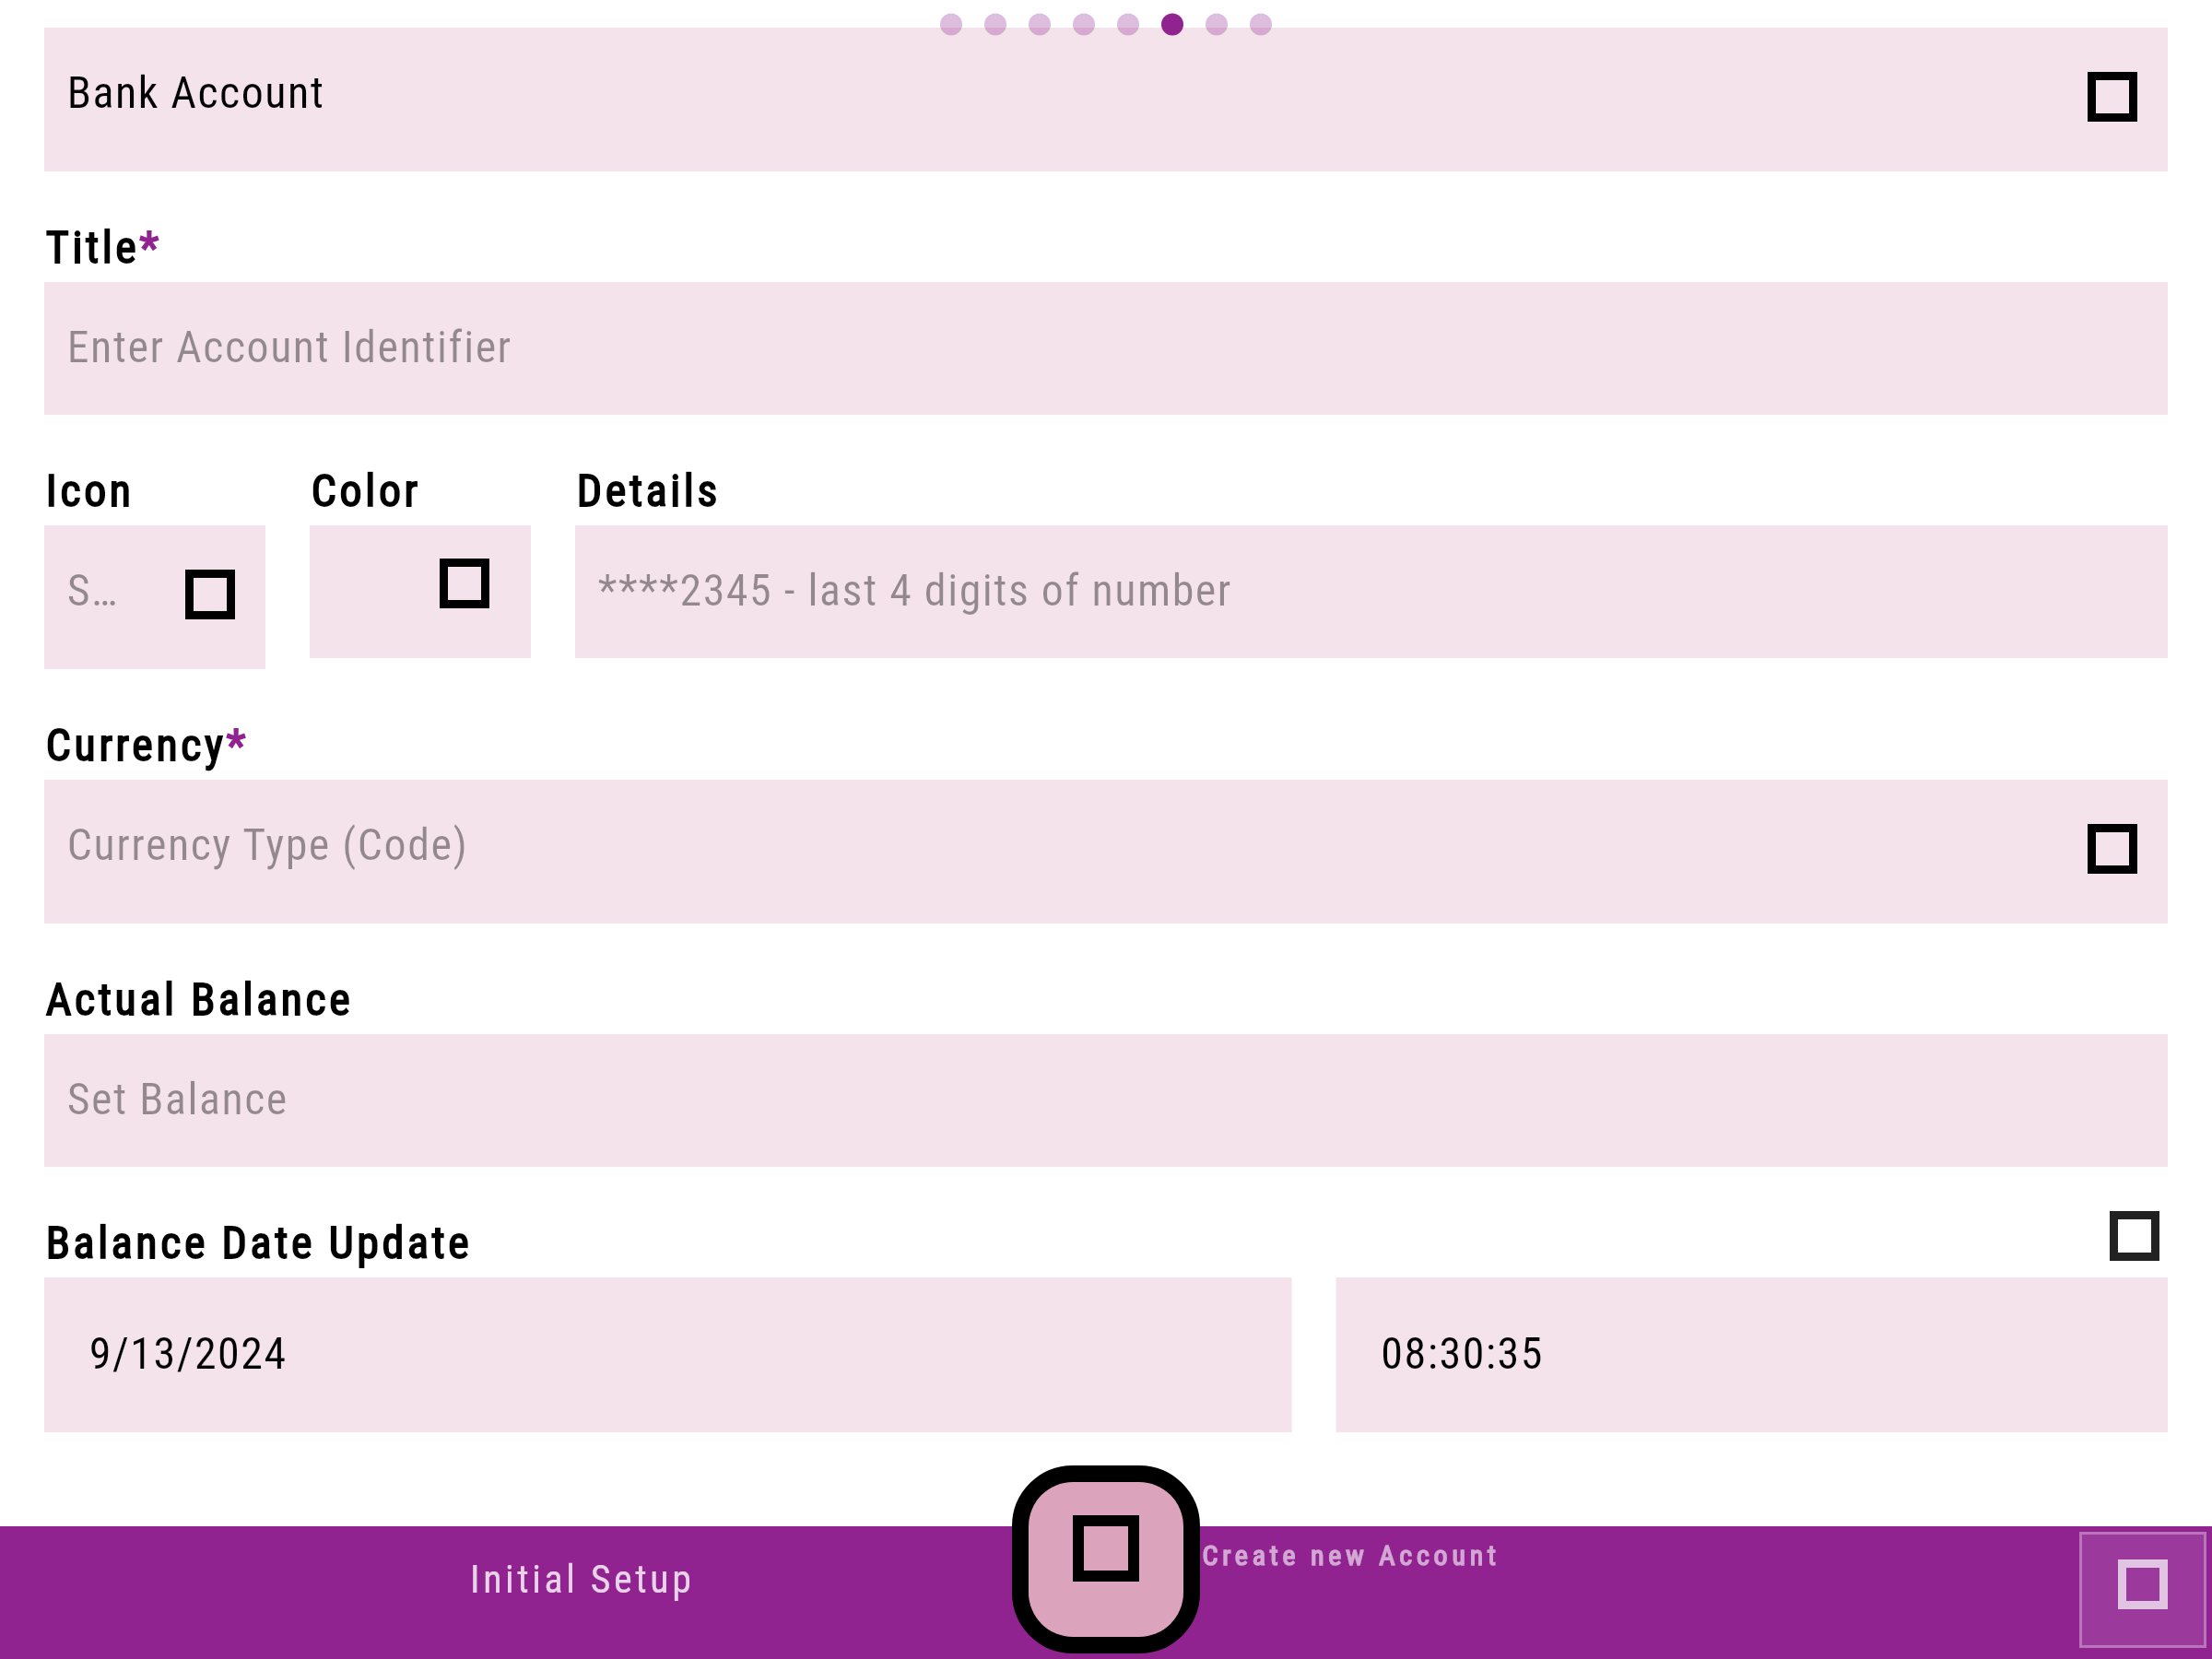 Bank Account
Title*
Enter Account Identifier
Icon Color Details
S… ****2345 - last 4 digits of number
Currency*
Currency Type (Code)
Actual Balance
Set Balance
Balance Date Update
9/13/2024 08:30:35
Initial Setup Create new Account